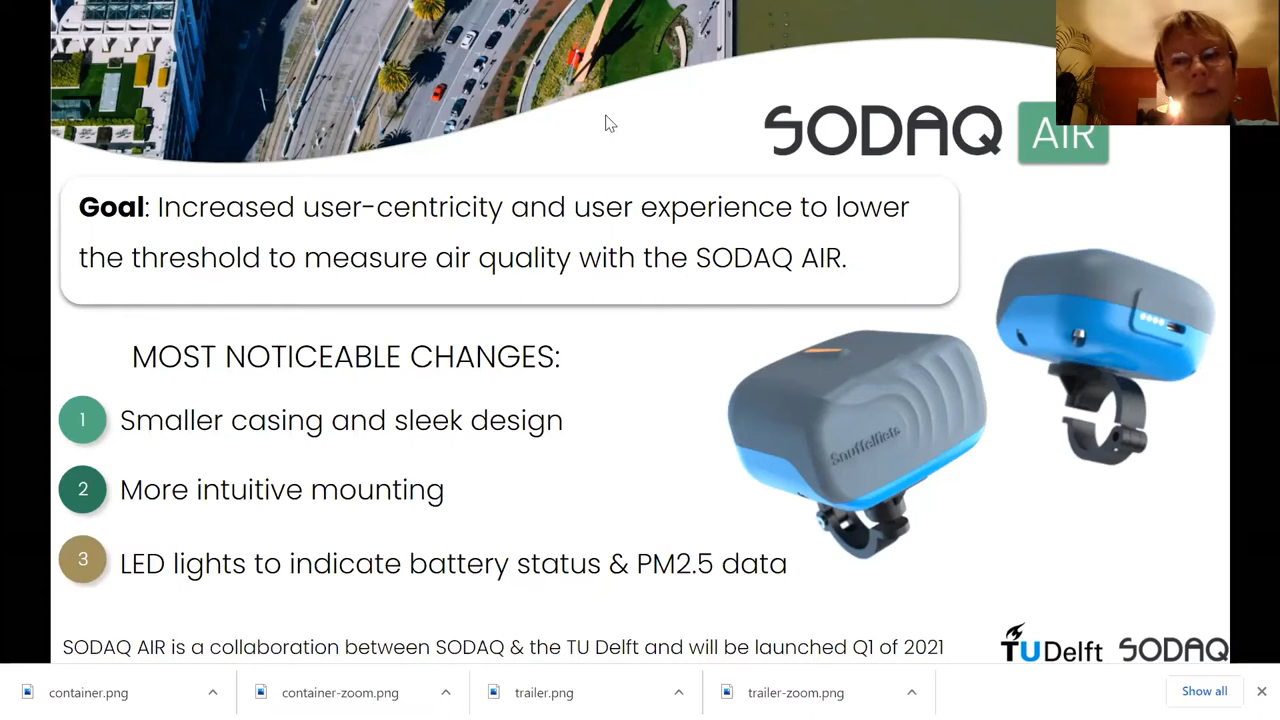 SODAQ AIR
Goal: Increased user-centricity and user experience to lower
the threshold to measure air quality with the SODAQ AIR.
MOST NOTICEABLE CHANGES:
1 Smaller casing and sleek design
2 More intuitive mounting
3 LED lights to indicate battery status & PM2.5 data
Snuffelfiets
SODAQ AIR is a collaboration between SODAQ & the TU Delft and will be launched Q1 of 2021
TU Delft SODAQ
container.png container-zoom.png trailer.png trailer-zoom.png Show all